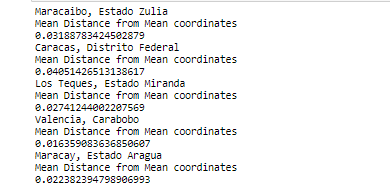 Maracaibo, Estado Zulia
Mean Distance from Mean coordinates
0.03188783424502879
Caracas, Distrito Federal
Mean Distance from Mean coordinates
0.04051426513138617
Los Teques, Estado Miranda
Mean Distance from Mean coordinates
0.02741244002207569
Valencia, Carabobo
Mean Distance from Mean coordinates
0.016359083636850607
Maracay, Estado Aragua
Mean Distance from Mean coordinates
0.022382394798906993